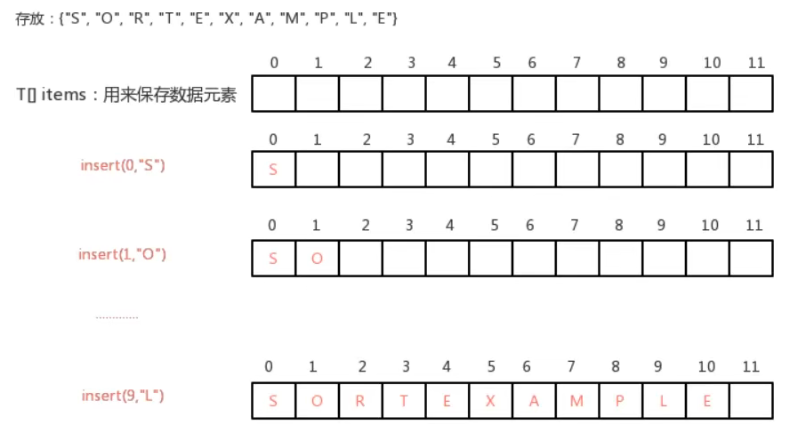 存放：{"S", "O", "R", "T", "E", "X", "A", "M", "P", "L", "E"}
0 1 2 3 4 5 6 7 8 9 10 11
T[] items：用来保存数据元素
0 1 2 3 4 5 6 7 8 9 10 11
insert(0,"S") S
0 1 2 3 4 5 6 7 8 9 10 11
insert(1,"O") S O
.............
0 1 2 3 4 5 6 7 8 9 10 11
insert(9,"L") S O R T E X A M P L E